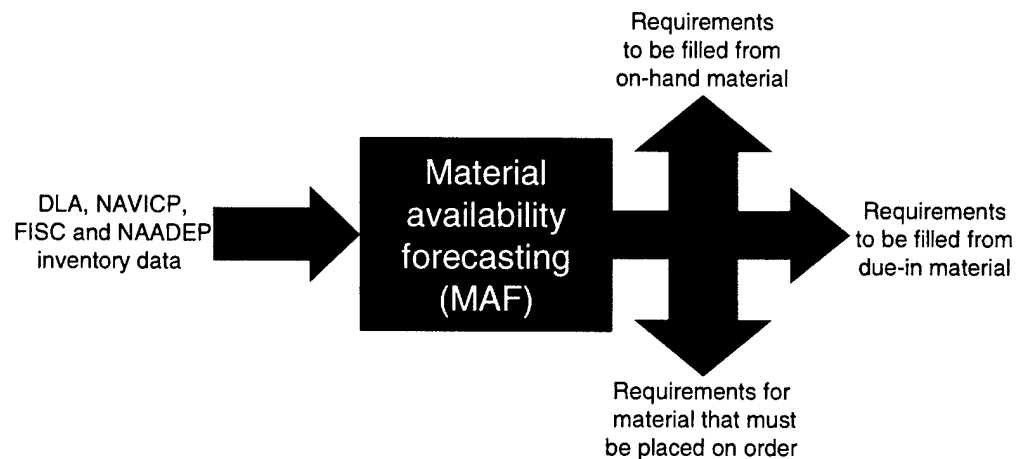 Requirements
to be filled from
on-hand material
DLA, NAVICP,
FISC and NAADEP
inventory data
Material
availability
forecasting
(MAF)
Requirements
to be filled from
due-in material
Requirements for
material that must
be placed on order